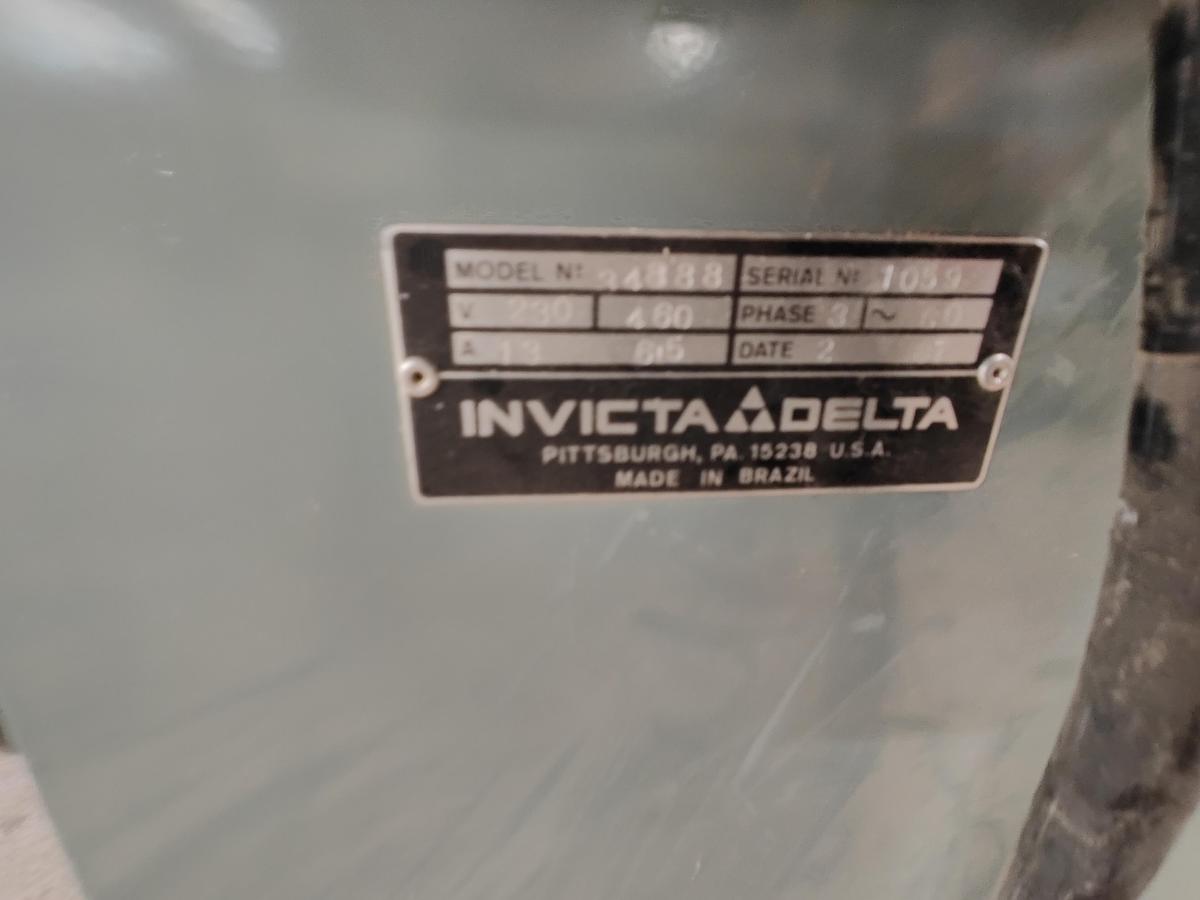 MODEL Nº 34888 SERIAL Nº 1059
V 230 460 PHASE 3 ~ 60
A 13 6.5 DATE 2
INVICTA DELTA
PITTSBURGH, PA. 15238 U.S.A.
MADE IN BRAZIL